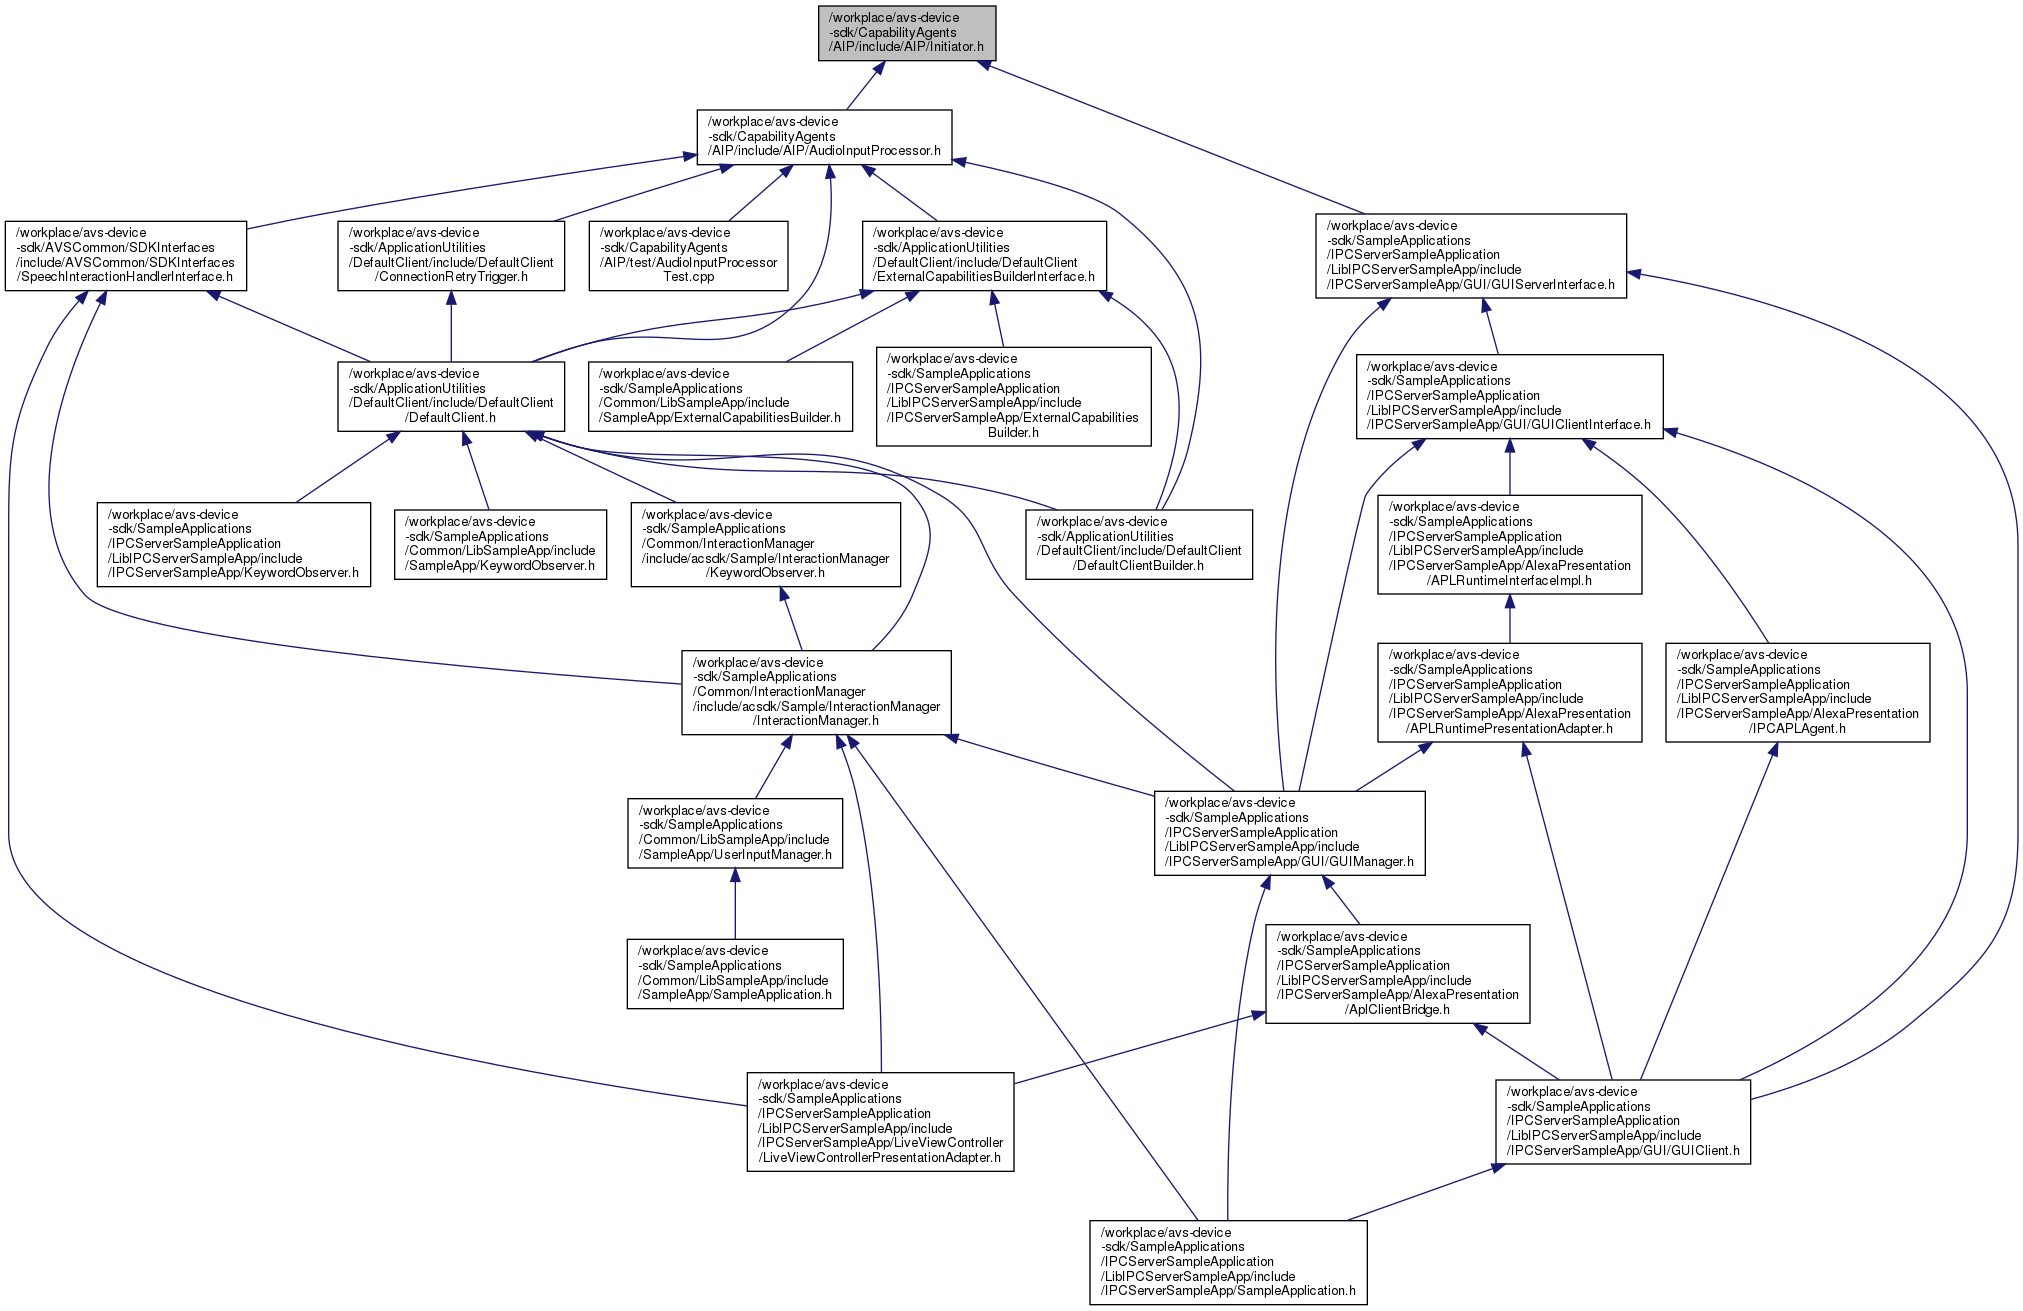 /workplace/avs-device
-sdk/CapabilityAgents
/AIP/include/AIP/Initiator.h
/workplace/avs-device
-sdk/CapabilityAgents
/AIP/include/AIP/AudioInputProcessor.h
/workplace/avs-device
-sdk/AVSCommon/SDKInterfaces
/include/AVSCommon/SDKInterfaces
/SpeechInteractionHandlerInterface.h
/workplace/avs-device
-sdk/ApplicationUtilities
/DefaultClient/include/DefaultClient
/ConnectionRetryTrigger.h
/workplace/avs-device
-sdk/CapabilityAgents
/AIP/test/AudioInputProcessor
Test.cpp
/workplace/avs-device
-sdk/ApplicationUtilities
/DefaultClient/include/DefaultClient
/ExternalCapabilitiesBuilderInterface.h
/workplace/avs-device
-sdk/SampleApplications
/IPCServerSampleApplication
/LibIPCServerSampleApp/include
/IPCServerSampleApp/GUI/GUIServerInterface.h
/workplace/avs-device
-sdk/ApplicationUtilities
/DefaultClient/include/DefaultClient
/DefaultClient.h
/workplace/avs-device
-sdk/SampleApplications
/Common/LibSampleApp/include
/SampleApp/ExternalCapabilitiesBuilder.h
/workplace/avs-device
-sdk/SampleApplications
/IPCServerSampleApplication
/LibIPCServerSampleApp/include
/IPCServerSampleApp/ExternalCapabilities
Builder.h
/workplace/avs-device
-sdk/SampleApplications
/IPCServerSampleApplication
/LibIPCServerSampleApp/include
/IPCServerSampleApp/GUI/GUIClientInterface.h
/workplace/avs-device
-sdk/SampleApplications
/IPCServerSampleApplication
/LibIPCServerSampleApp/include
/IPCServerSampleApp/KeywordObserver.h
/workplace/avs-device
-sdk/SampleApplications
/Common/LibSampleApp/include
/SampleApp/KeywordObserver.h
/workplace/avs-device
-sdk/SampleApplications
/Common/InteractionManager
/include/acsdk/Sample/InteractionManager
/KeywordObserver.h
/workplace/avs-device
-sdk/ApplicationUtilities
/DefaultClient/include/DefaultClient
/DefaultClientBuilder.h
/workplace/avs-device
-sdk/SampleApplications
/IPCServerSampleApplication
/LibIPCServerSampleApp/include
/IPCServerSampleApp/AlexaPresentation
/APLRuntimeInterfaceImpl.h
/workplace/avs-device
-sdk/SampleApplications
/Common/InteractionManager
/include/acsdk/Sample/InteractionManager
/InteractionManager.h
/workplace/avs-device
-sdk/SampleApplications
/IPCServerSampleApplication
/LibIPCServerSampleApp/include
/IPCServerSampleApp/AlexaPresentation
/APLRuntimePresentationAdapter.h
/workplace/avs-device
-sdk/SampleApplications
/IPCServerSampleApplication
/LibIPCServerSampleApp/include
/IPCServerSampleApp/AlexaPresentation
/IPCAPLAgent.h
/workplace/avs-device
-sdk/SampleApplications
/Common/LibSampleApp/include
/SampleApp/UserInputManager.h
/workplace/avs-device
-sdk/SampleApplications
/IPCServerSampleApplication
/LibIPCServerSampleApp/include
/IPCServerSampleApp/GUI/GUIManager.h
/workplace/avs-device
-sdk/SampleApplications
/Common/LibSampleApp/include
/SampleApp/SampleApplication.h
/workplace/avs-device
-sdk/SampleApplications
/IPCServerSampleApplication
/LibIPCServerSampleApp/include
/IPCServerSampleApp/AlexaPresentation
/AplClientBridge.h
/workplace/avs-device
-sdk/SampleApplications
/IPCServerSampleApplication
/LibIPCServerSampleApp/include
/IPCServerSampleApp/LiveViewController
/LiveViewControllerPresentationAdapter.h
/workplace/avs-device
-sdk/SampleApplications
/IPCServerSampleApplication
/LibIPCServerSampleApp/include
/IPCServerSampleApp/GUI/GUIClient.h
/workplace/avs-device
-sdk/SampleApplications
/IPCServerSampleApplication
/LibIPCServerSampleApp/include
/IPCServerSampleApp/SampleApplication.h